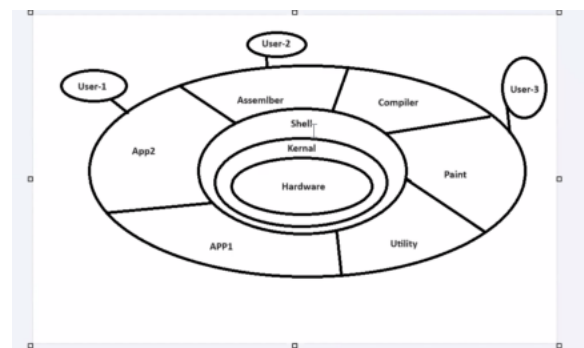 User-2
User-1
User-3
Assemlber
Compiler
Shell
App2
Kernal
Paint
Hardware
APP1
Utility